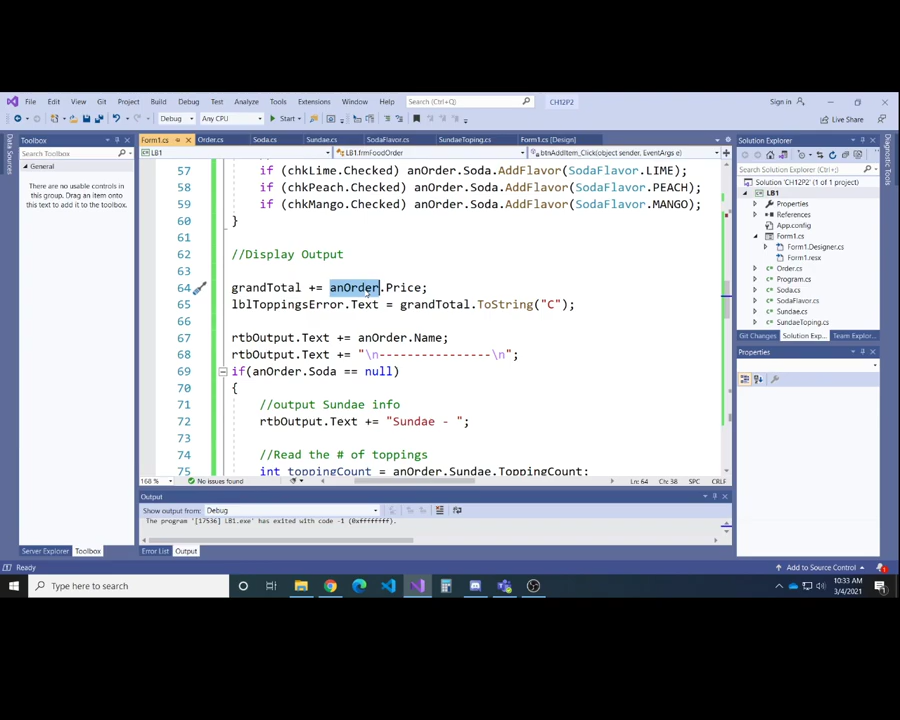 File Edit View Git Project Build Debug Test Analyze Tools Extensions Window Help Search (Ctrl+Q) CH12P2 Sign in
Debug Any CPU Start Live Share
Toolbox
Search Toolbox
General
There are no usable controls in this group. Drag an item onto this text to add it to the toolbox.
Data Sources
Form1.cs Order.cs Soda.cs Sundae.cs SodaFlavor.cs SundaeToping.cs Form1.cs [Design]
LB1 LB1.frmFoodOrder btnAddItem_Click(object sender, EventArgs e)
57 if (chkLime.Checked) anOrder.Soda.AddFlavor(SodaFlavor.LIME);
58 if (chkPeach.Checked) anOrder.Soda.AddFlavor(SodaFlavor.PEACH);
59 if (chkMango.Checked) anOrder.Soda.AddFlavor(SodaFlavor.MANGO);
60 }
61
62 //Display Output
63
64 grandTotal += anOrder.Price;
65 lblToppingsError.Text = grandTotal.ToString("C");
66
67 rtbOutput.Text += anOrder.Name;
68 rtbOutput.Text += "\n----------------\n";
69 if(anOrder.Soda == null)
70 {
71 //output Sundae info
72 rtbOutput.Text += "Sundae - ";
73
74 //Read the # of toppings
75 int toppingCount = anOrder.Sundae.ToppingCount;
168 % No issues found Ln: 64 Ch: 38 SPC CRLF
Output
Show output from: Debug
The program '[17536] LB1.exe' has exited with code -1 (0xffffffff).
Server Explorer Toolbox Error List Output
Solution Explorer
Search Solution Explorer (Ctrl+;)
Solution 'CH12P2' (1 of 1 project)
LB1
Properties
References
App.config
Form1.cs
Form1.Designer.cs
Form1.resx
Order.cs
Program.cs
Soda.cs
SodaFlavor.cs
Sundae.cs
SundaeToping.cs
Git Changes Solution Exp... Team Explor...
Properties
Diagnostic Tools
Ready Add to Source Control
Type here to search
10:33 AM
3/4/2021